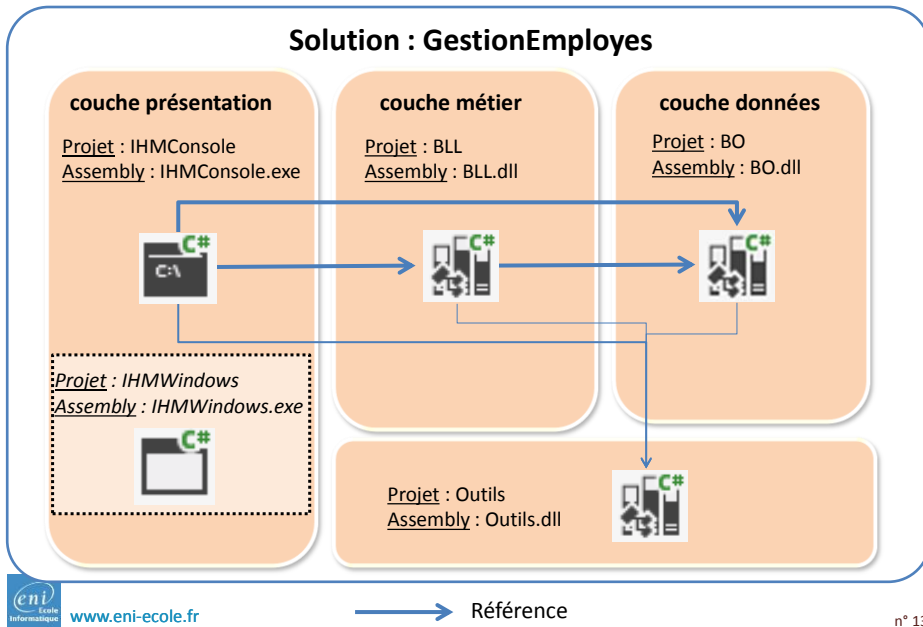 Solution : GestionEmployes
couche présentation
Projet : IHMConsole
Assembly : IHMConsole.exe
couche métier
Projet : BLL
Assembly : BLL.dll
couche données
Projet : BO
Assembly : BO.dll
C#
C:\
C#
C#
Projet : IHMWindows
Assembly : IHMWindows.exe
C#
Projet : Outils
Assembly : Outils.dll
C#
eni
Ecole
Informatique
www.eni-ecole.fr
Référence
n° 13